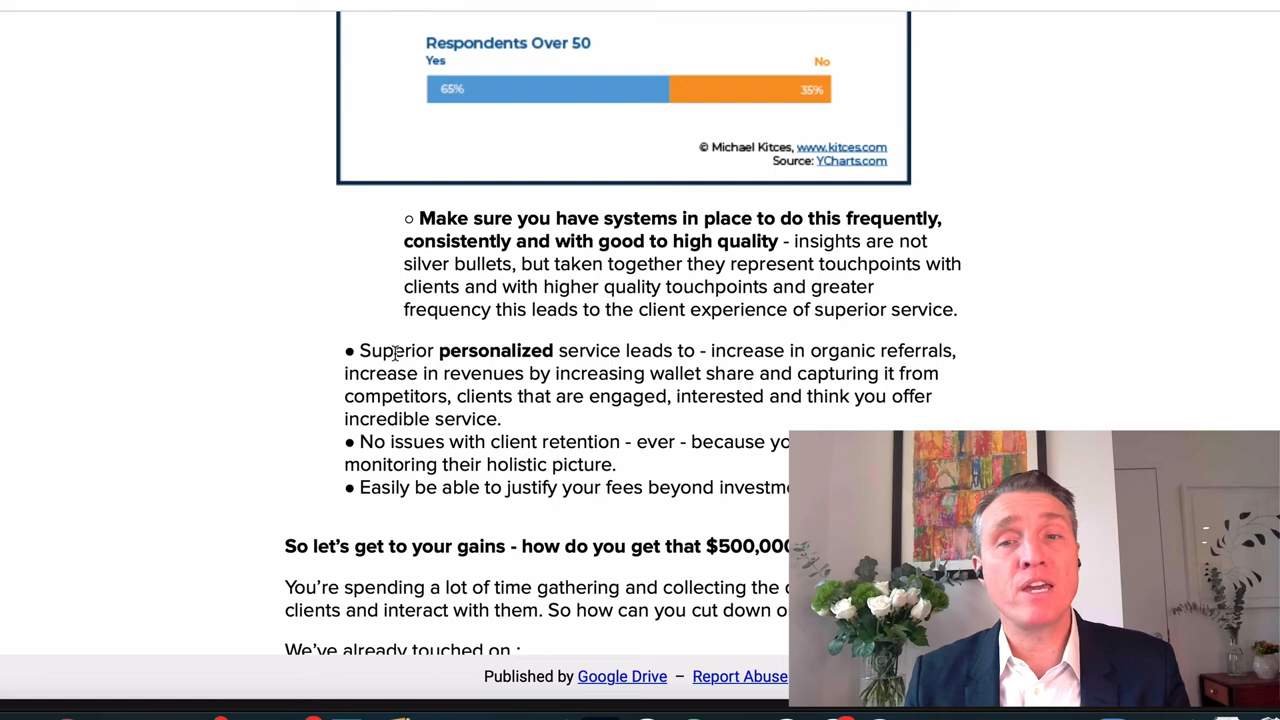 Respondents Over 50
Yes No
65% 35%
© Michael Kitces, www.kitces.com
Source: YCharts.com
○ Make sure you have systems in place to do this frequently,
consistently and with good to high quality - insights are not
silver bullets, but taken together they represent touchpoints with
clients and with higher quality touchpoints and greater
frequency this leads to the client experience of superior service.
● Superior personalized service leads to - increase in organic referrals,
increase in revenues by increasing wallet share and capturing it from
competitors, clients that are engaged, interested and think you offer
incredible service.
● No issues with client retention - ever - because
monitoring their holistic picture.
● Easily be able to justify your fees beyond
So let's get to your gains - how do you get that $500,000
You're spending a lot of time gathering and collecting the
clients and interact with them. So how can you cut down
We've already touched on :
Published by Google Drive – Report Abuse